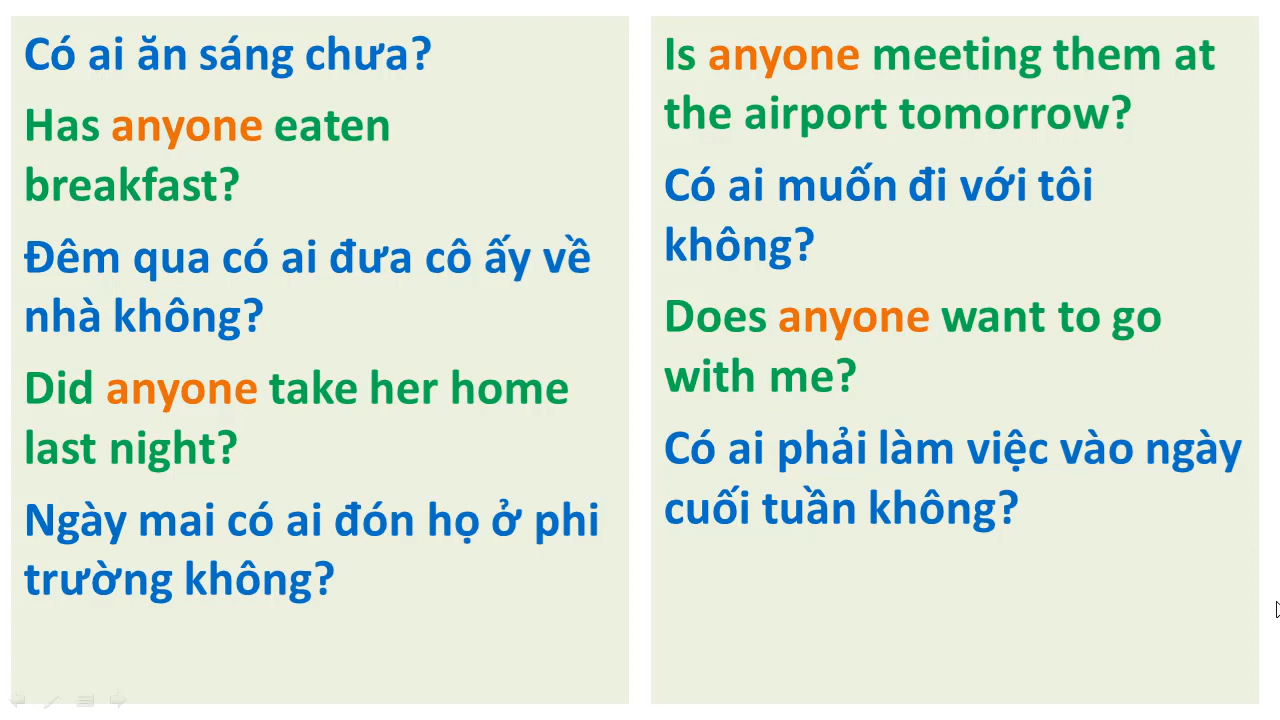 Có ai ăn sáng chưa?
Has anyone eaten
breakfast?
Đêm qua có ai đưa cô ấy về
nhà không?
Did anyone take her home
last night?
Ngày mai có ai đón họ ở phi
trường không?
Is anyone meeting them at
the airport tomorrow?
Có ai muốn đi với tôi
không?
Does anyone want to go
with me?
Có ai phải làm việc vào ngày
cuối tuần không?